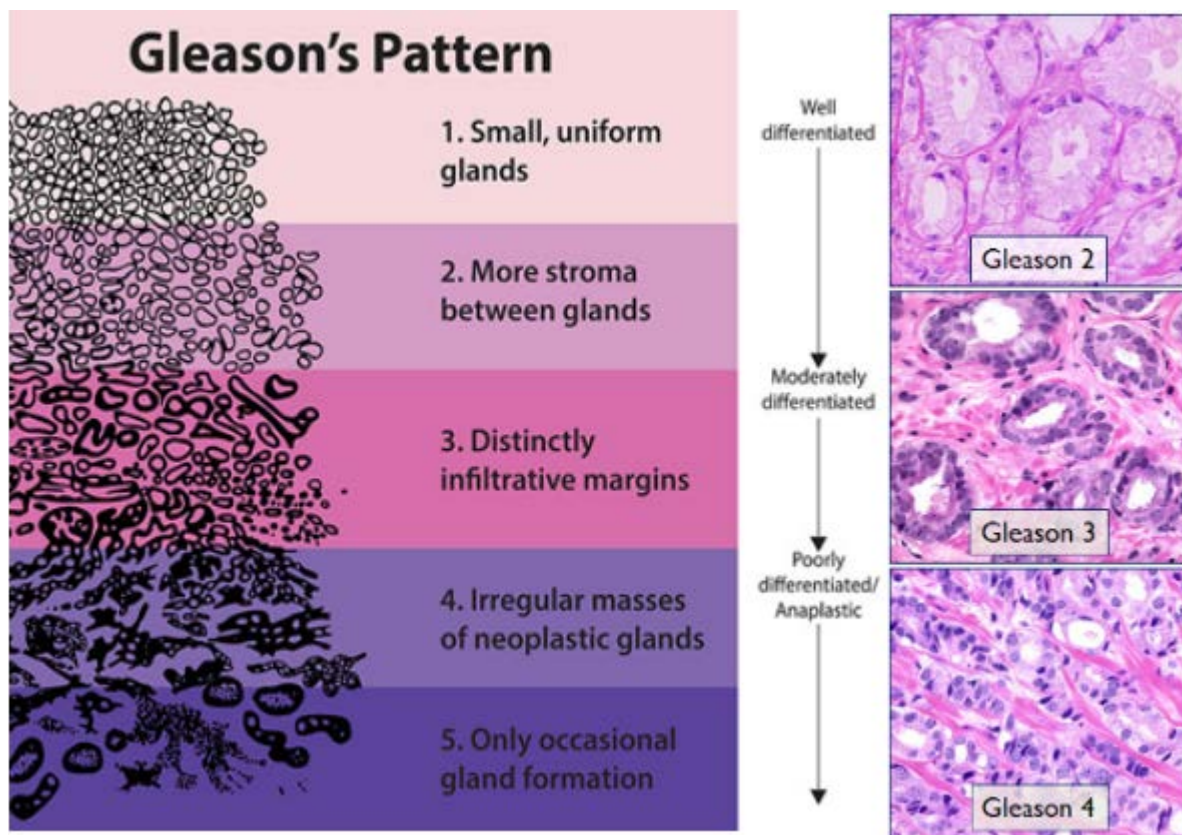 Gleason's Pattern
1. Small, uniform
glands
2. More stroma
between glands
3. Distinctly
infiltrative margins
4. Irregular masses
of neoplastic glands
5. Only occasional
gland formation
Well
differentiated
Moderately
differentiated
Poorly
differentiated/
Anaplastic
Gleason 2
Gleason 3
Gleason 4